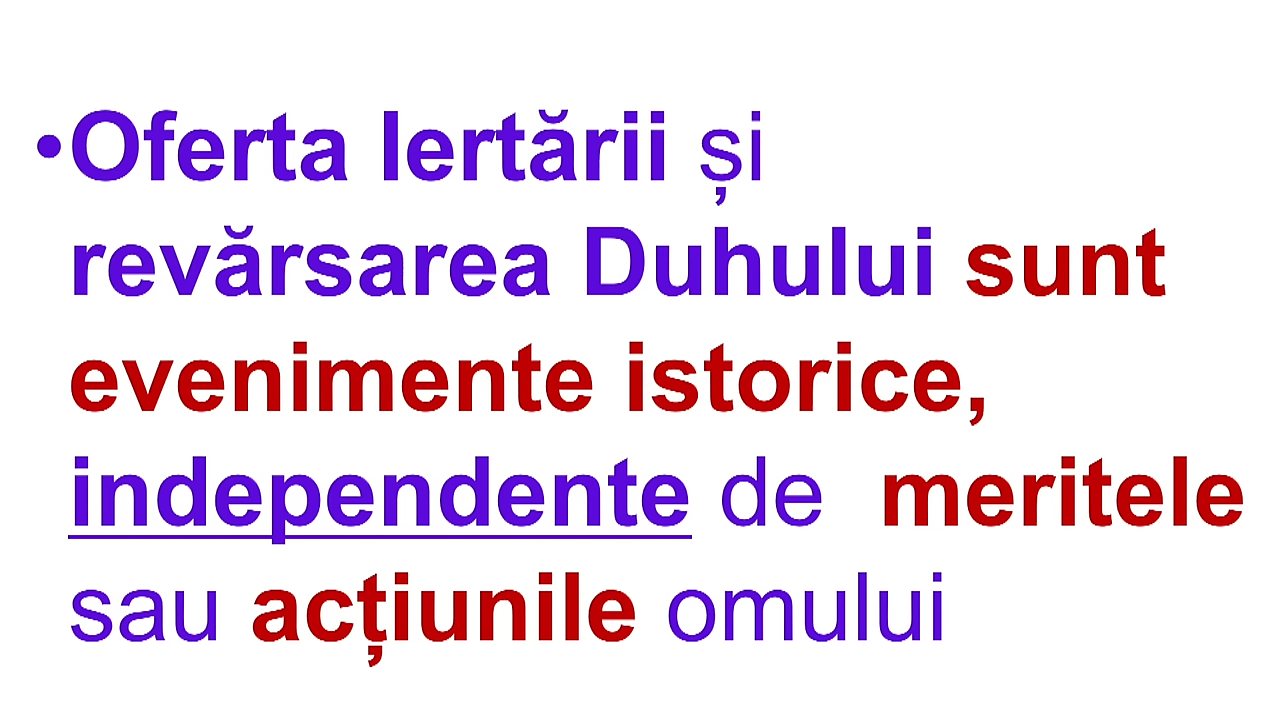 •Oferta Iertării și
revărsarea Duhului sunt
evenimente istorice,
independente de meritele
sau acțiunile omului